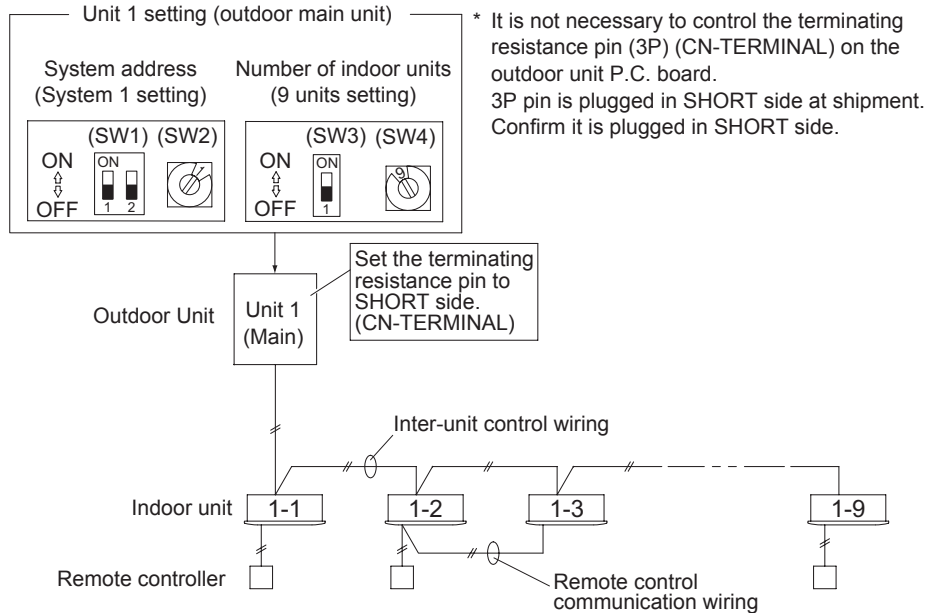 Unit 1 setting (outdoor main unit)
* It is not necessary to control the terminating
resistance pin (3P) (CN-TERMINAL) on the
outdoor unit P.C. board.
3P pin is plugged in SHORT side at shipment.
Confirm it is plugged in SHORT side.
System address
(System 1 setting)
Number of indoor units
(9 units setting)
(SW1) (SW2)
ON
OFF
ON
1 2
1
(SW3) (SW4)
ON
OFF
ON
1
9
Set the terminating
resistance pin to
SHORT side.
(CN-TERMINAL)
Outdoor Unit
Unit 1
(Main)
Inter-unit control wiring
Indoor unit
1-1
1-2
1-3
1-9
Remote controller
Remote control
communication wiring